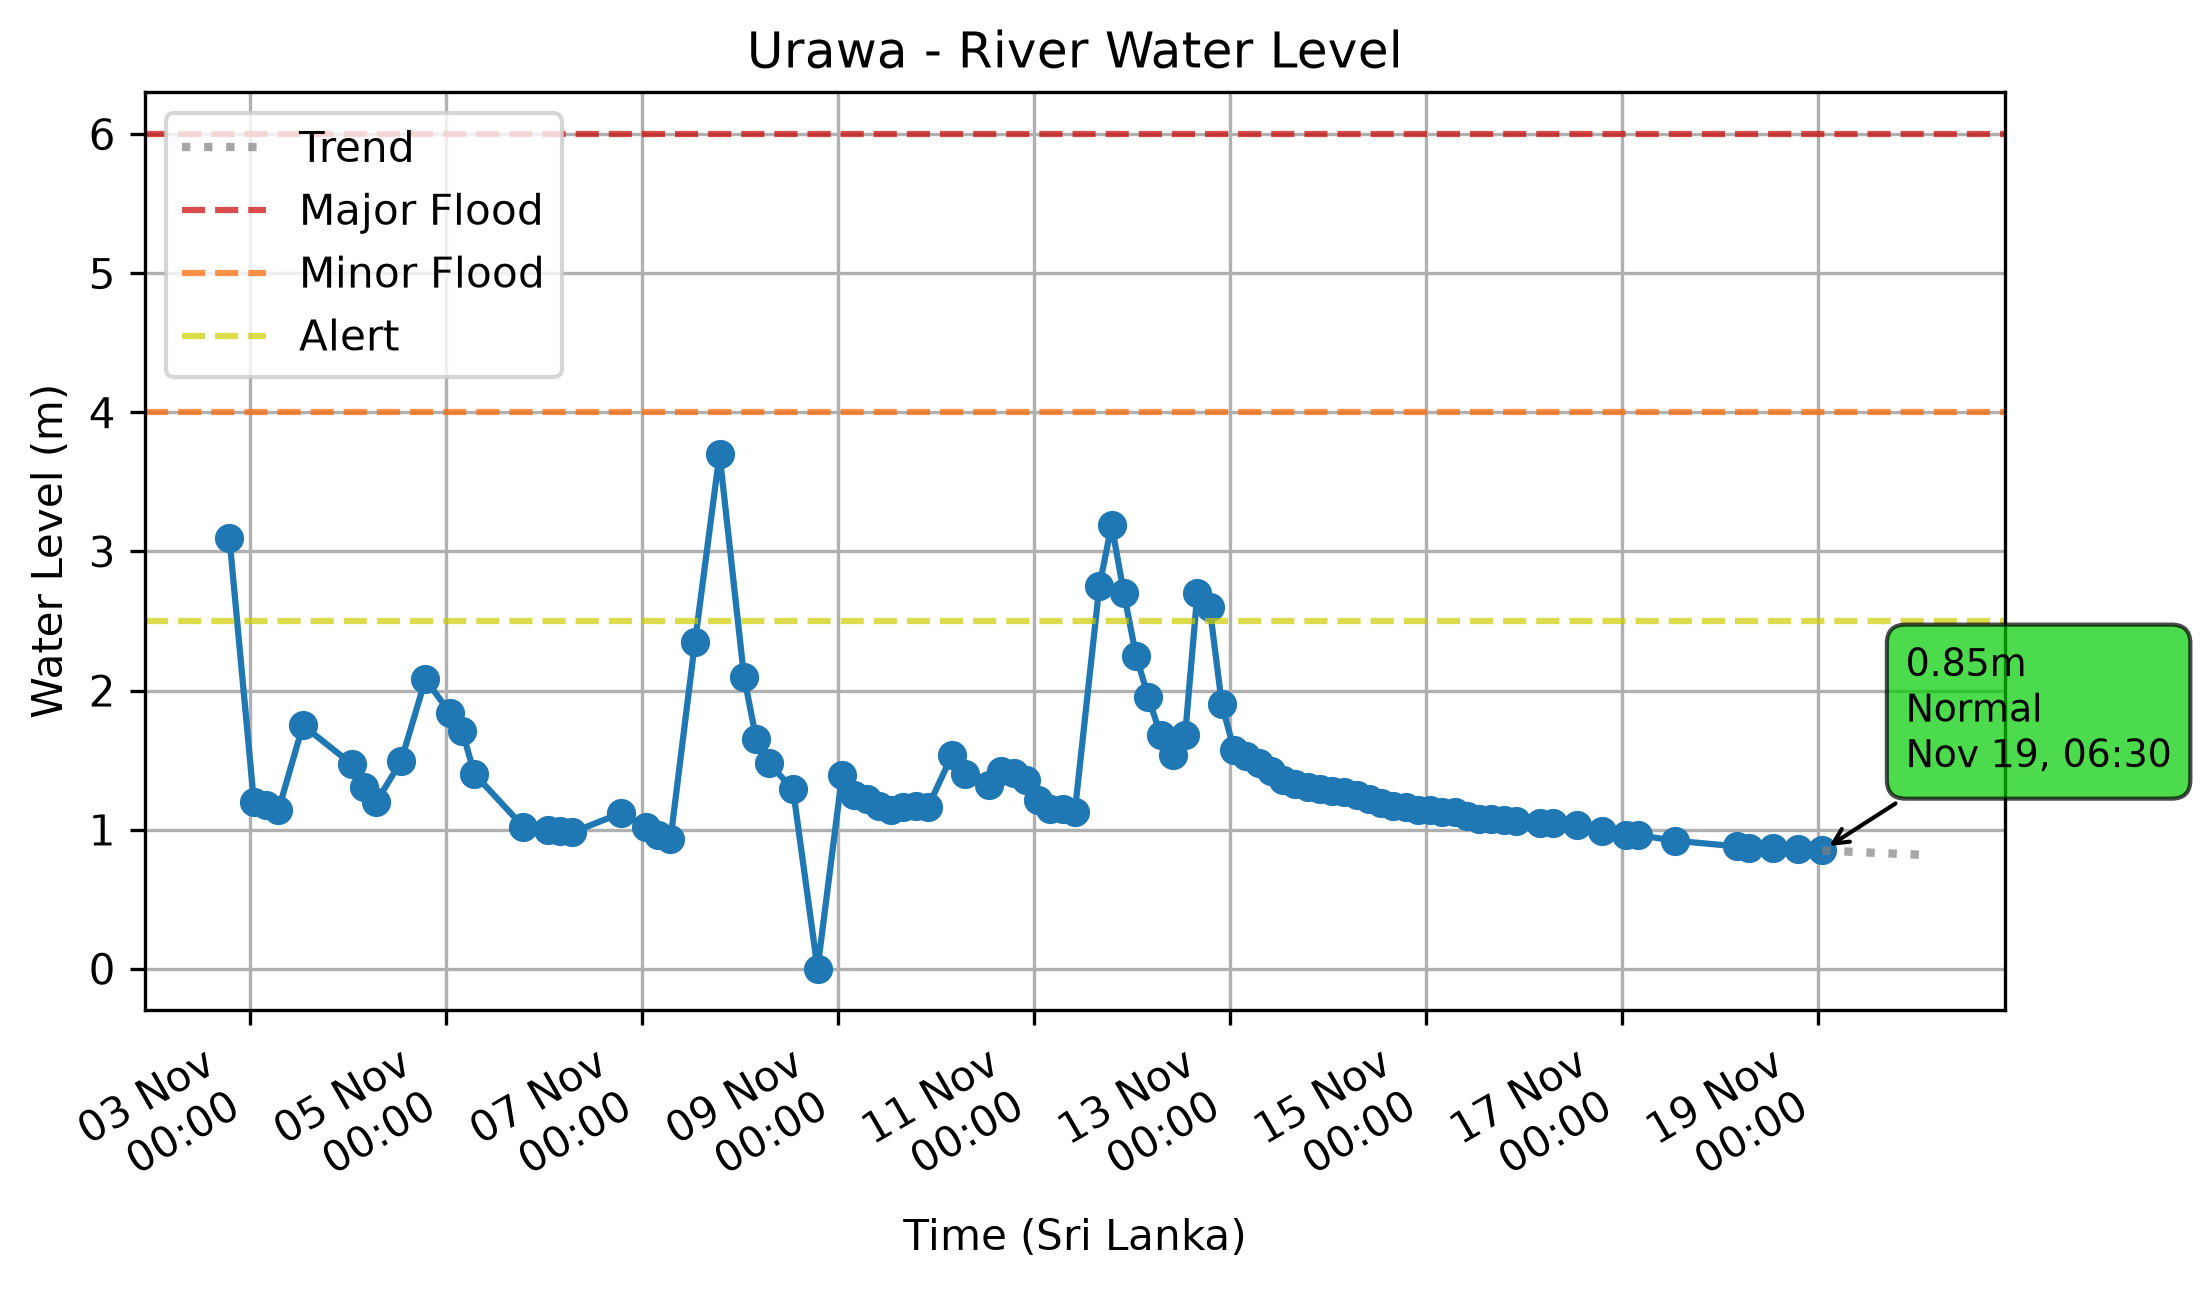 Urawa - River Water Level
Trend
Major Flood
Minor Flood
Alert
Water Level (m)
6
5
4
3
2
1
0
0.85m
Normal
Nov 19, 06:30
03 Nov
00:00
05 Nov
00:00
07 Nov
00:00
09 Nov
00:00
11 Nov
00:00
13 Nov
00:00
15 Nov
00:00
17 Nov
00:00
19 Nov
00:00
Time (Sri Lanka)